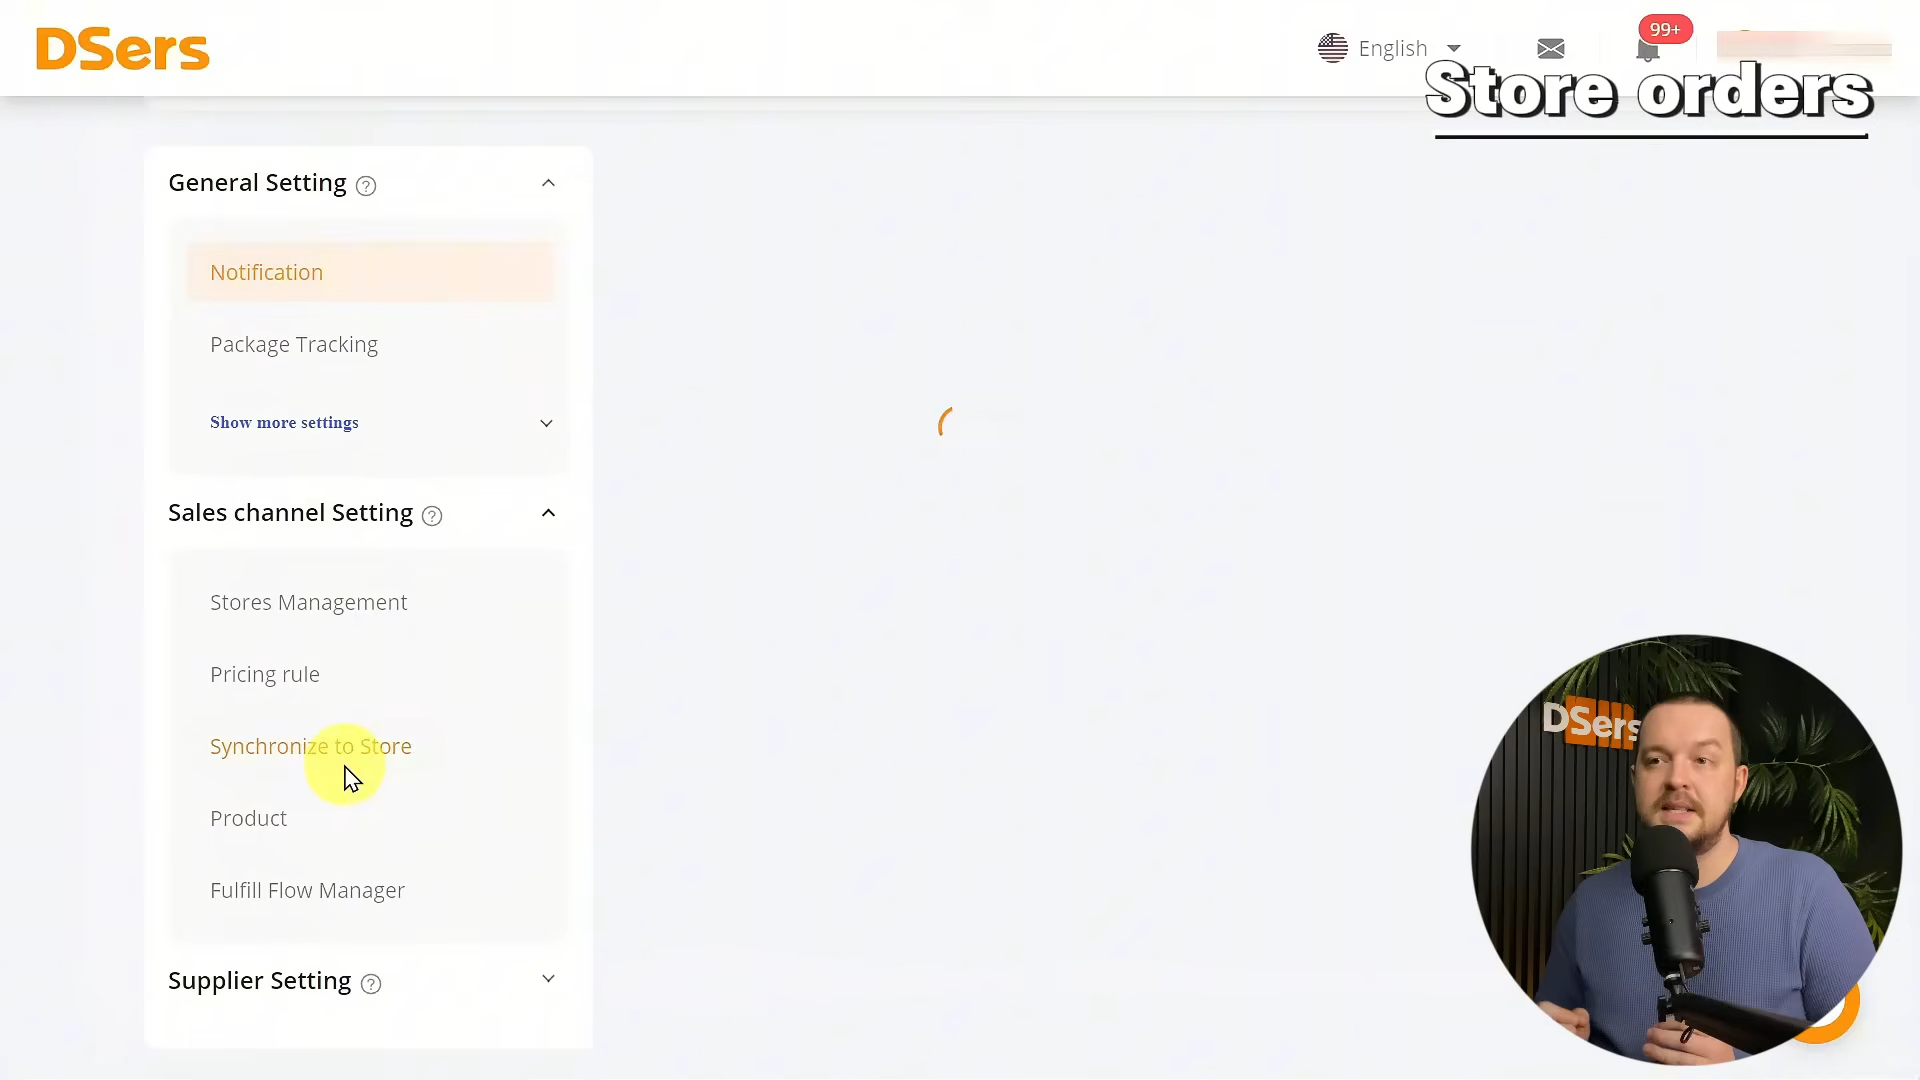 DSers
English
99+
Store orders
General Setting ?
Notification
Package Tracking
Show more settings
Sales channel Setting ?
Stores Management
Pricing rule
Synchronize to Store
Product
Fulfill Flow Manager
Supplier Setting ?
DSers